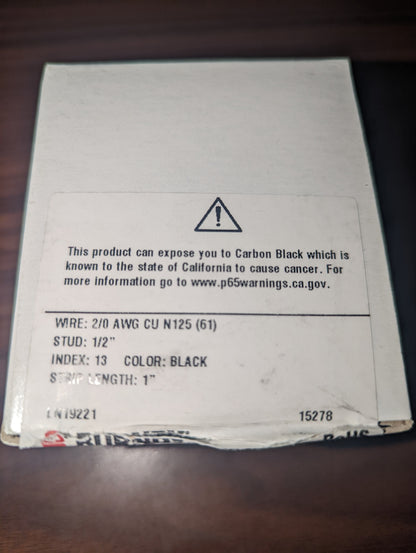 This product can expose you to Carbon Black which is
known to the state of California to cause cancer. For
more information go to www.p65warnings.ca.gov.
WIRE: 2/0 AWG CU N125 (61)
STUD: 1/2"
INDEX: 13 COLOR: BLACK
STRIP LENGTH: 1"
LN19221 15278
RoHS